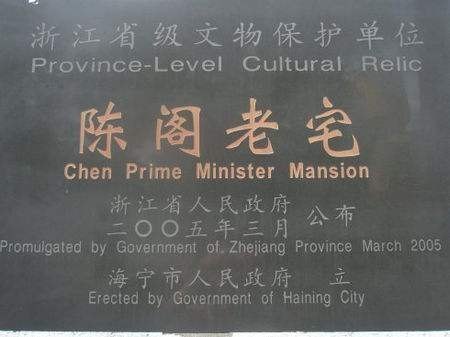 浙江省级文物保护单位
Province-Level Cultural Relic
陈阁老宅
Chen Prime Minister Mansion
浙江省人民政府
二〇〇五年三月 公布
Promulgated by Government of Zhejiang Province March 2005
海宁市人民政府 立
Erected by Government of Haining City